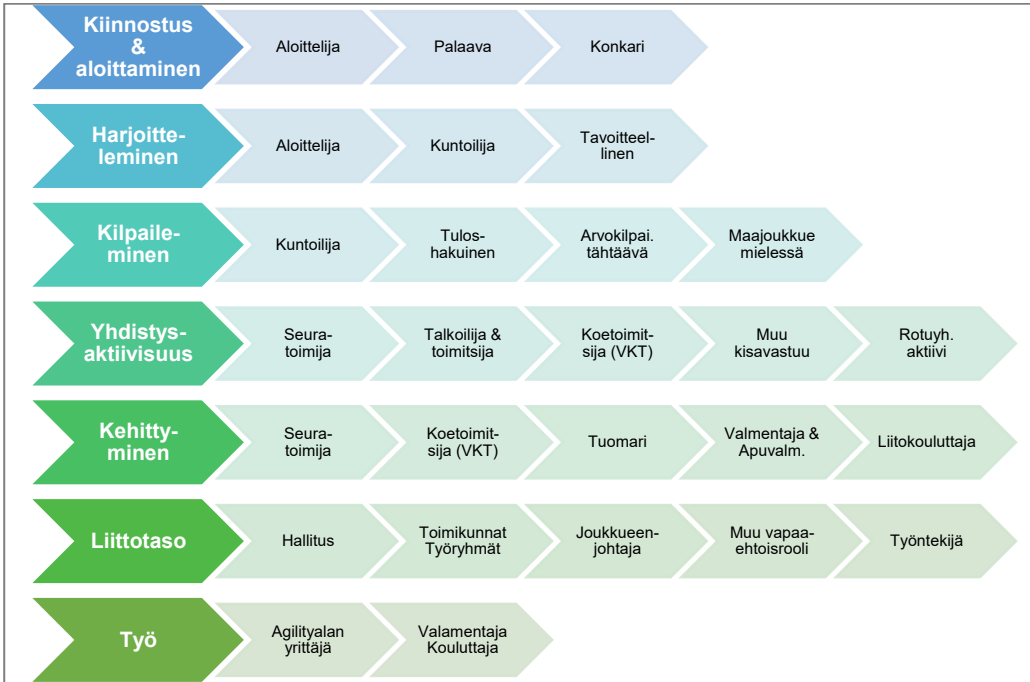 Kiinnostus
&
aloittaminen
Aloittelija
Palaava
Konkari
Harjoitte-
leminen
Aloittelija
Kuntoilija
Tavoitteel-
linen
Kilpaile-
minen
Kuntoilija
Tulos-
hakuinen
Arvokilpai.
tähtäävä
Maajoukkue
mielessä
Yhdistys-
aktiivisuus
Seura-
toimija
Talkoilija &
toimitsija
Koetoimit-
sija (VKT)
Muu
kisavastuu
Rotuyh.
aktiivi
Kehitty-
minen
Seura-
toimija
Koetoimit-
sija (VKT)
Tuomari
Valmentaja &
Apuvalm.
Liitokouluttaja
Liittotaso
Hallitus
Toimikunnat
Työryhmät
Joukkueen-
johtaja
Muu vapaa-
ehtoisrooli
Työntekijä
Työ
Agilityalan
yrittäjä
Valamentaja
Kouluttaja